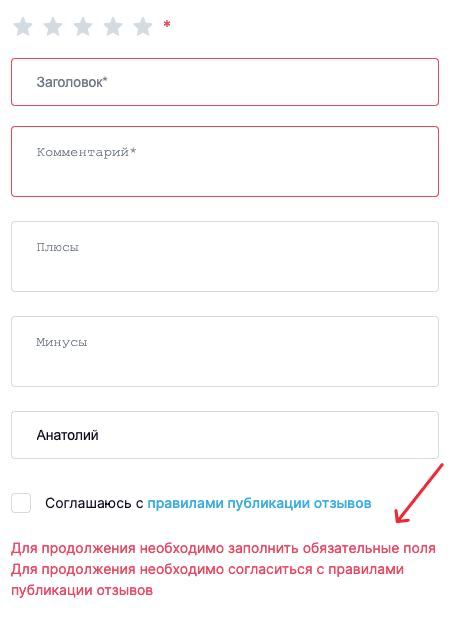 *
Заголовок*
Комментарий*
Плюсы
Минусы
Анатолий
Соглашаюсь с правилами публикации отзывов
Для продолжения необходимо заполнить обязательные поля
Для продолжения необходимо согласиться с правилами
публикации отзывов